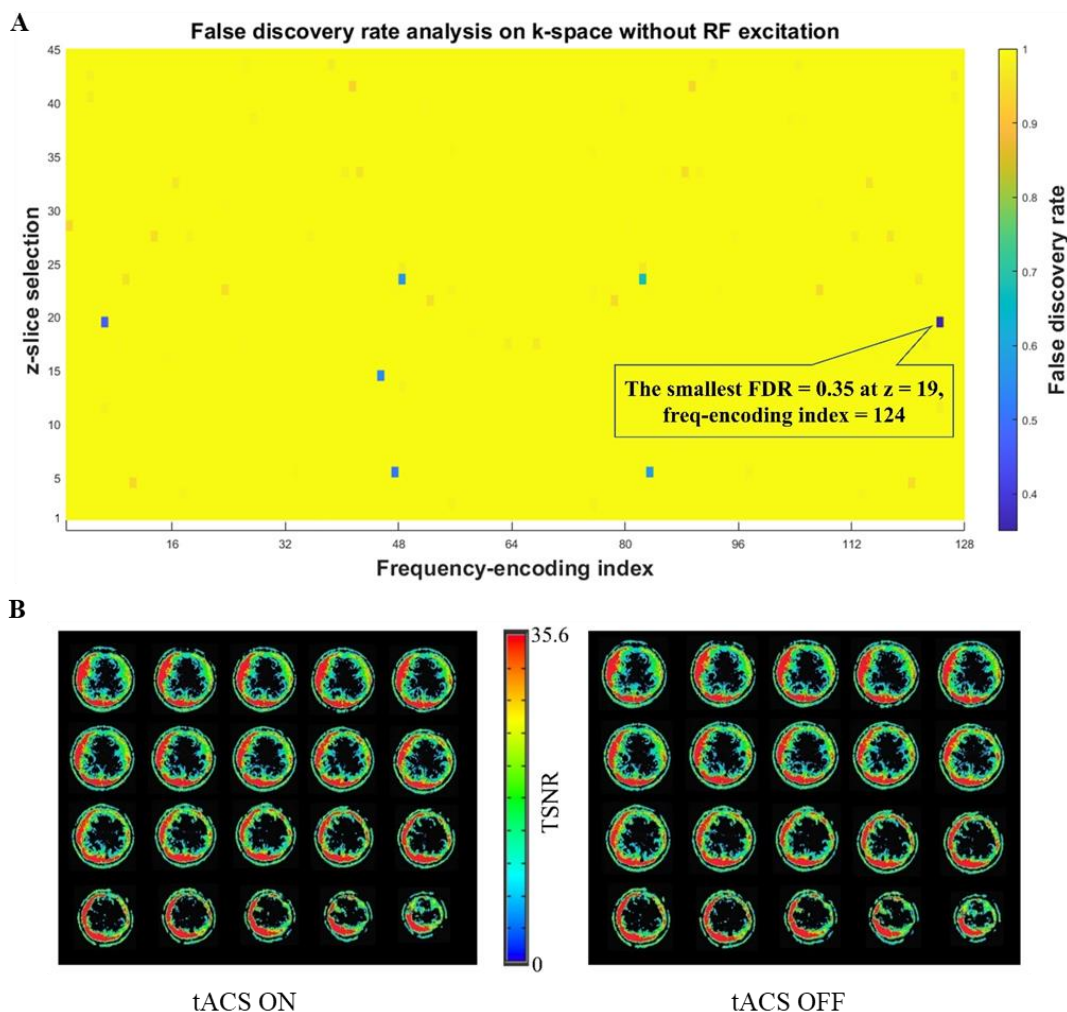 A
False discovery rate analysis on k-space without RF excitation
45
40
35
30
25
20
15
10
5
1
z-slice selection
16
32
48
64
80
96
112
128
Frequency-encoding index
The smallest FDR = 0.35 at z = 19,
freq-encoding index = 124
1
0.9
0.8
0.7
0.6
0.5
0.4
False discovery rate
B
35.6
TSNR
0
tACS ON
tACS OFF